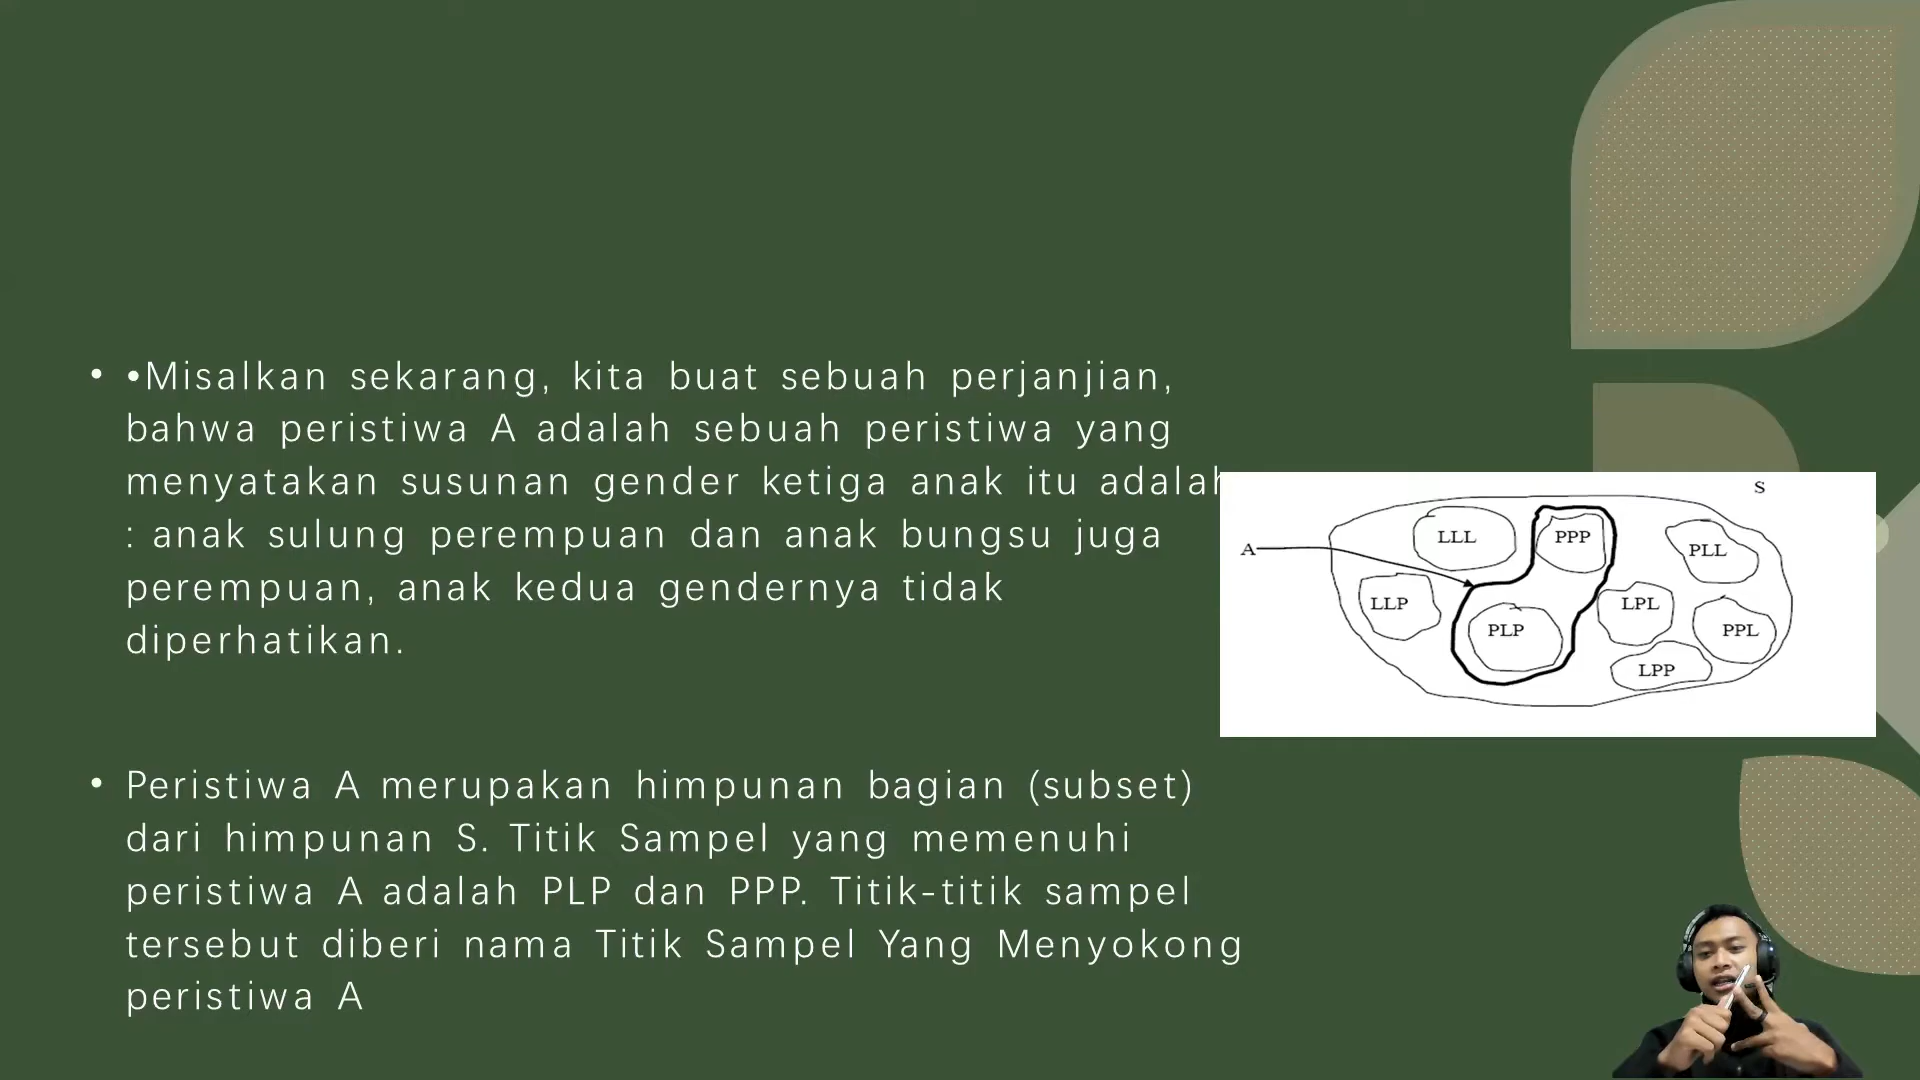 • •Misalkan sekarang, kita buat sebuah perjanjian,
bahwa peristiwa A adalah sebuah peristiwa yang
menyatakan susunan gender ketiga anak itu adalah
: anak sulung perempuan dan anak bungsu juga
perempuan, anak kedua gendernya tidak
diperhatikan.
• Peristiwa A merupakan himpunan bagian (subset)
dari himpunan S. Titik Sampel yang memenuhi
peristiwa A adalah PLP dan PPP. Titik-titik sampel
tersebut diberi nama Titik Sampel Yang Menyokong
peristiwa A
S
A
LLL
PPP
PLL
LLP
LPL
PLP
PPL
LPP